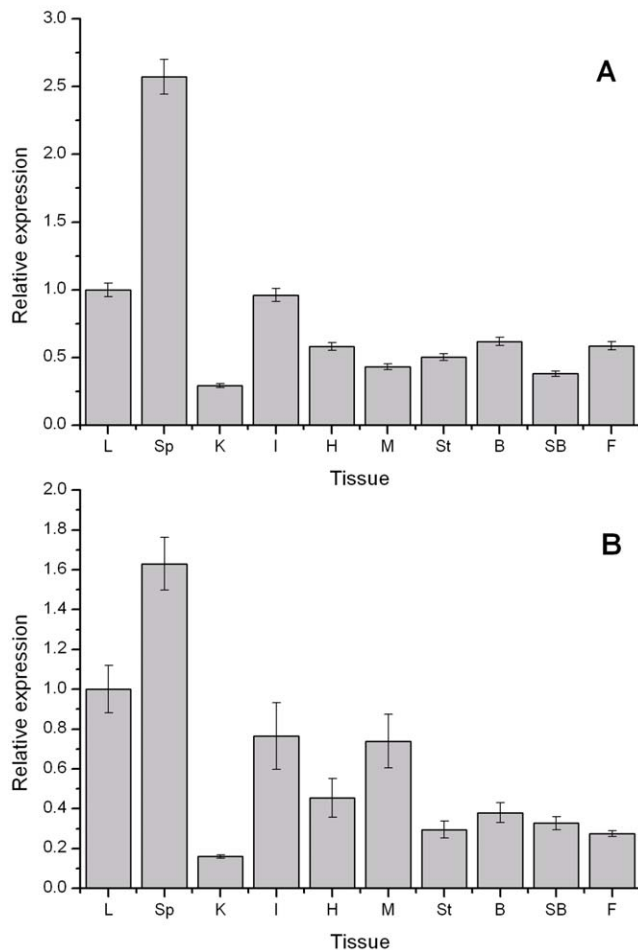 A
Relative expression
3.0
2.5
2.0
1.5
1.0
0.5
0.0
L Sp K I H M St B SB F
Tissue
B
Relative expression
2.0
1.8
1.6
1.4
1.2
1.0
0.8
0.6
0.4
0.2
0.0
L Sp K I H M St B SB F
Tissue